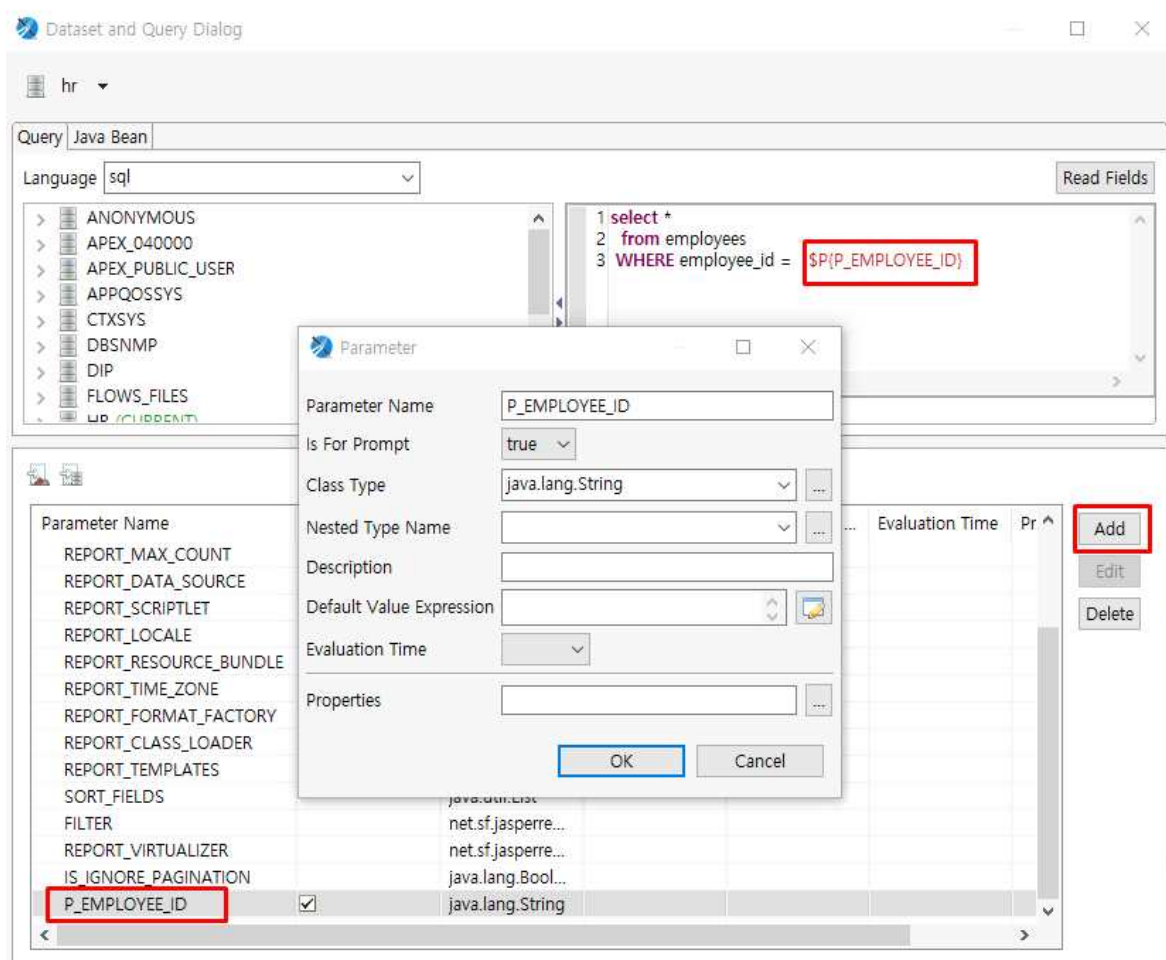 Dataset and Query Dialog
hr
Query Java Bean
Language sql Read Fields
ANONYMOUS
APEX_040000
APEX_PUBLIC_USER
APPQOSSYS
CTXSYS
DBSNMP
DIP
FLOWS_FILES
HR (CURRENT)
1 select *
2 from employees
3 WHERE employee_id = $P{P_EMPLOYEE_ID}
Parameter
Parameter Name P_EMPLOYEE_ID
Is For Prompt true
Class Type java.lang.String ...
Nested Type Name ...
Description
Default Value Expression
Evaluation Time
Properties ...
OK Cancel
Parameter Name ... Evaluation Time Pr
REPORT_MAX_COUNT
REPORT_DATA_SOURCE
REPORT_SCRIPTLET
REPORT_LOCALE
REPORT_RESOURCE_BUNDLE
REPORT_TIME_ZONE
REPORT_FORMAT_FACTORY
REPORT_CLASS_LOADER
REPORT_TEMPLATES
SORT_FIELDS java.util.List
FILTER net.sf.jasperre...
REPORT_VIRTUALIZER net.sf.jasperre...
IS_IGNORE_PAGINATION java.lang.Bool...
P_EMPLOYEE_ID java.lang.String
Add
Edit
Delete